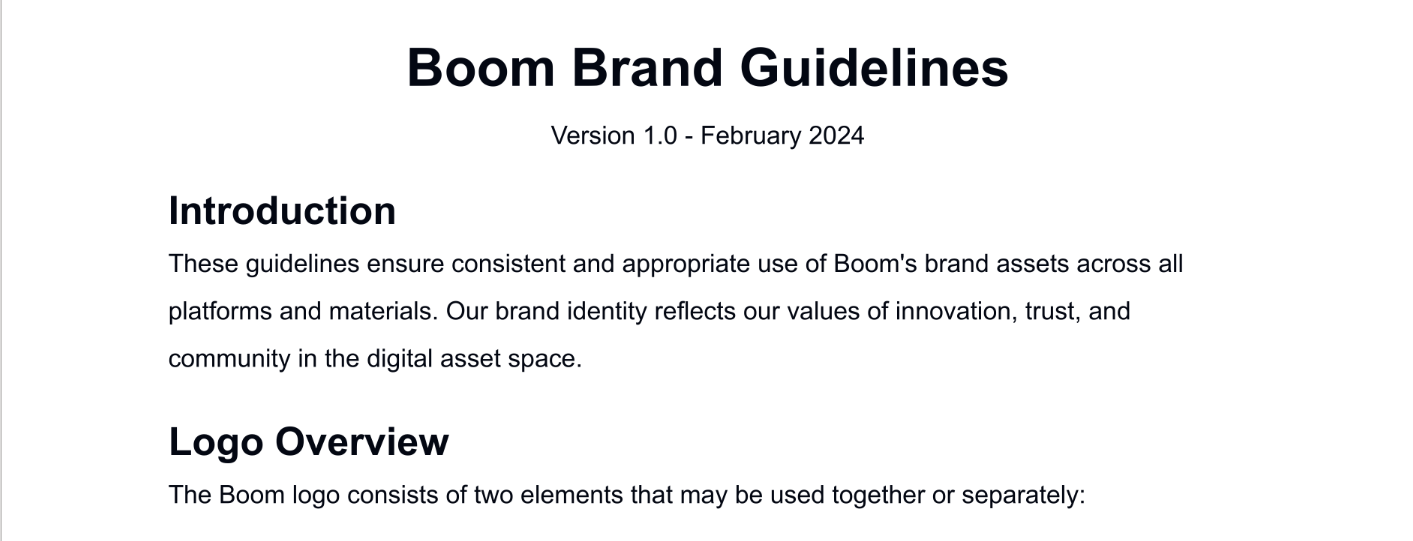 Boom Brand Guidelines
Version 1.0 - February 2024
Introduction
These guidelines ensure consistent and appropriate use of Boom's brand assets across all
platforms and materials. Our brand identity reflects our values of innovation, trust, and
community in the digital asset space.
Logo Overview
The Boom logo consists of two elements that may be used together or separately: